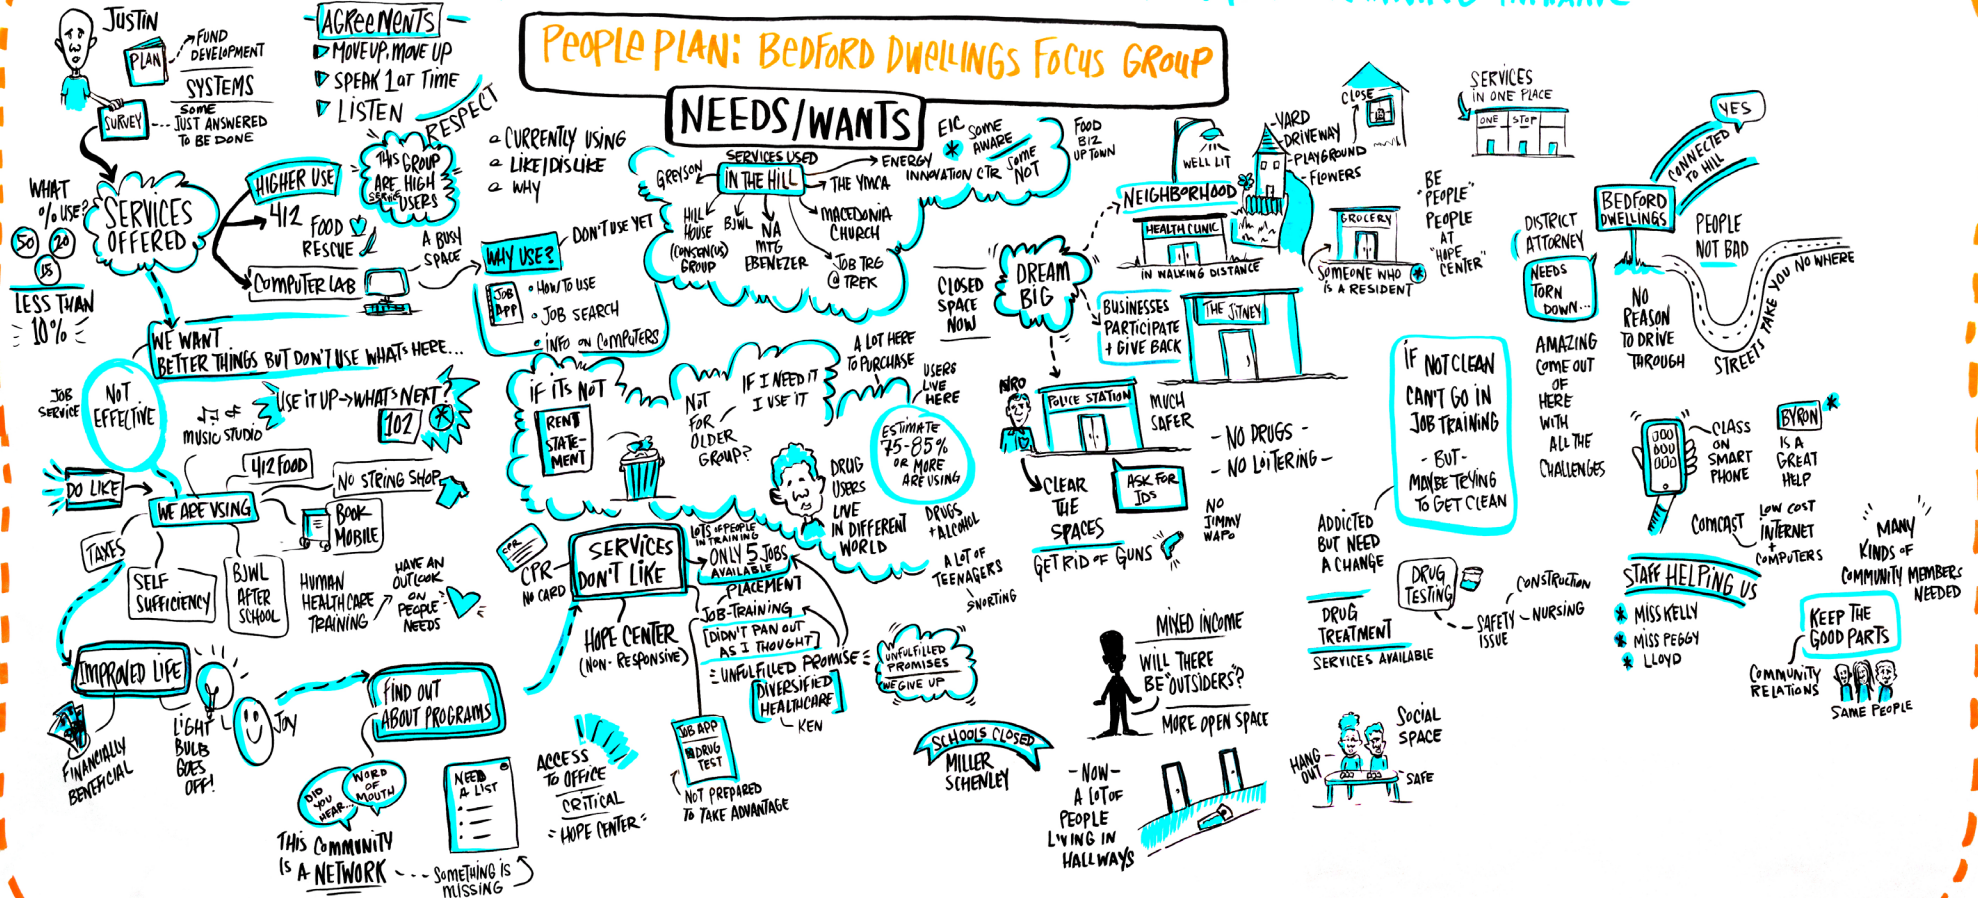 PEOPLE PLAN: BEDFORD DWELLINGS FOCUS GROUP
NEEDS/WANTS
JUSTIN
PLAN
FUND
DEVELOPMENT
SYSTEMS
SURVEY
SOME
JUST ANSWERED
TO BE DONE
AGREEMENTS
MOVE UP, MOVE UP
SPEAK 1 AT TIME
LISTEN
RESPECT
WHAT
% USE?
50
20
15
LESS THAN
10%
SERVICES
OFFERED
HIGHER USE
412
FOOD
RESCUE
COMPUTER LAB
THIS
GROUP
ARE HIGH
SERVICE
USERS
A BUSY
SPACE
CURRENTLY USING
LIKE/DISLIKE
WHY
WHY USE?
DON'T USE YET
JOB
APP
HOW TO USE
JOB SEARCH
INFO ON COMPUTERS
WE WANT
BETTER THINGS BUT DON'T USE WHAT'S HERE...
JOB
SERVICE
NOT
EFFECTIVE
MUSIC STUDIO
USE IT UP → WHAT'S NEXT?
102
DO LIKE
WE ARE USING
412 FOOD
NO STRING SHOP
BOOK
MOBILE
TAXES
SELF
SUFFICIENCY
BJWL
AFTER
SCHOOL
HUMAN
HEALTHCARE
TRAINING
HAVE AN
OUTLOOK
ON
PEOPLE
NEEDS
IMPROVED LIFE
FINANCIALLY
BENEFICIAL
LIGHT
BULB
GOES
OFF!
JOY
FIND OUT
ABOUT PROGRAMS
DID
YOU
HEAR...
WORD
OF
MOUTH
THIS COMMUNITY
IS A NETWORK
NEED
A LIST
SOMETHING IS
MISSING
SERVICES USED
IN THE HILL
GREYSON
HILL
HOUSE
(CONSENSUS)
GROUP
BJWL
NA
MTG
EBENEZER
JOB TRG
@ TREK
MACEDONIA
CHURCH
THE YMCA
ENERGY
INNOVATION CTR
EIC
SOME
AWARE
SOME
NOT
FOOD
BIZ
UPTOWN
IF IT'S NOT
RENT
STATE-
MENT
NOT
FOR
OLDER
GROUP?
IF I NEED IT
I USE IT
A LOT HERE
TO PURCHASE
USERS
LIVE
HERE
ESTIMATE
75-85%
OR MORE
ARE USING
DRUG
USERS
LIVE
IN DIFFERENT
WORLD
DRUGS
+ ALCOHOL
A LOT OF
TEENAGERS
SNORTING
SERVICES
DON'T LIKE
CPR
CPR
NO CARD
LOTS OF PEOPLE
IN TRAINING
ONLY 5 JOBS
AVAILABLE
PLACEMENT
JOB-TRAINING
[DIDN'T PAN OUT
AS I THOUGHT]
UNFULFILLED PROMISE
DIVERSIFIED
HEALTHCARE
KEN
UNFULFILLED
PROMISES
WE GIVE UP
HOPE CENTER
(NON-RESPONSIVE)
JOB APP
DRUG
TEST
NOT PREPARED
TO TAKE ADVANTAGE
ACCESS
TO OFFICE
CRITICAL
"HOPE CENTER"
SCHOOLS CLOSED
MILLER
SCHENLEY
CLOSED
SPACE
NOW
DREAM
BIG
NEIGHBORHOOD
WELL LIT
YARD
DRIVEWAY
PLAYGROUND
FLOWERS
CLOSE
HEALTH CLINIC
IN WALKING DISTANCE
GROCERY
SOMEONE WHO
IS A RESIDENT
BUSINESSES
PARTICIPATE
+ GIVE BACK
THE JITNEY
POLICE STATION
MUCH
SAFER
CLEAR
THE
SPACES
ASK FOR
IDS
GET RID OF GUNS
NO
JIMMY
WAPO
- NO DRUGS -
- NO LOITERING -
SERVICES
IN ONE PLACE
ONE STOP
BE
"PEOPLE"
PEOPLE
AT
"HOPE
CENTER"
DISTRICT
ATTORNEY
NEEDS
TORN
DOWN...
AMAZING
COME OUT
OF
HERE
WITH
ALL THE
CHALLENGES
BEDFORD
DWELLINGS
CONNECTED
TO HILL
YES
PEOPLE
NOT BAD
NO
REASON
TO DRIVE
THROUGH
STREETS TAKE YOU NO WHERE
IF NOT CLEAN
CAN'T GO IN
JOB TRAINING
- BUT -
MAYBE TRYING
TO GET CLEAN
ADDICTED
BUT NEED
A CHANGE
DRUG
TREATMENT
SERVICES AVAILABLE
DRUG
TESTING
SAFETY
ISSUE
CONSTRUCTION
NURSING
CLASS
ON
SMART
PHONE
BYRON
IS A
GREAT
HELP
COMCAST
LOW COST
INTERNET
+
COMPUTERS
STAFF HELPING US
MISS KELLY
MISS PEGGY
LLOYD
MANY
KINDS OF
COMMUNITY MEMBERS
NEEDED
KEEP THE
GOOD PARTS
COMMUNITY
RELATIONS
SAME PEOPLE
MIXED INCOME
WILL THERE
BE "OUTSIDERS"?
MORE OPEN SPACE
- NOW -
A LOT OF
PEOPLE
LIVING IN
HALLWAYS
SOCIAL
SPACE
HANG
OUT
SAFE